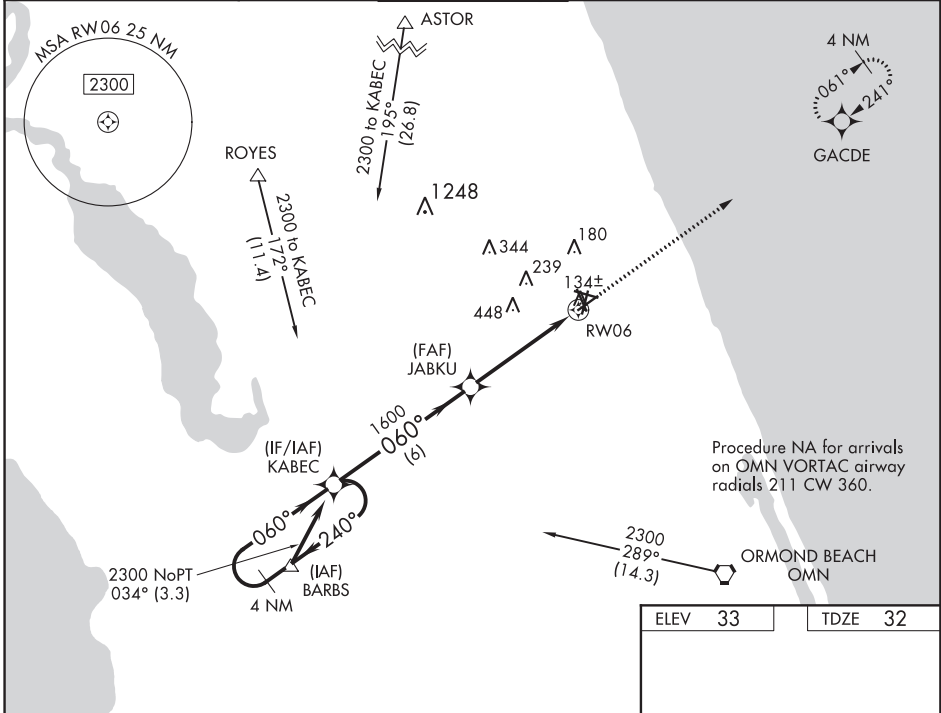 MSA RW06 25 NM
2300
ASTOR
2300 to KABEC
195°
(26.8)
4 NM
061°
241°
GACDE
ROYES
2300 to KABEC
172°
(11.4)
1248
344
180
239
134±
448
RW06
(FAF)
JABKU
1600
060°
(6)
(IF/IAF)
KABEC
Procedure NA for arrivals
on OMN VORTAC airway
radials 211 CW 360.
060°
240°
2300 NoPT
034° (3.3)
(IAF)
BARBS
4 NM
2300
289°
(14.3)
ORMOND BEACH
OMN
ELEV 33
TDZE 32